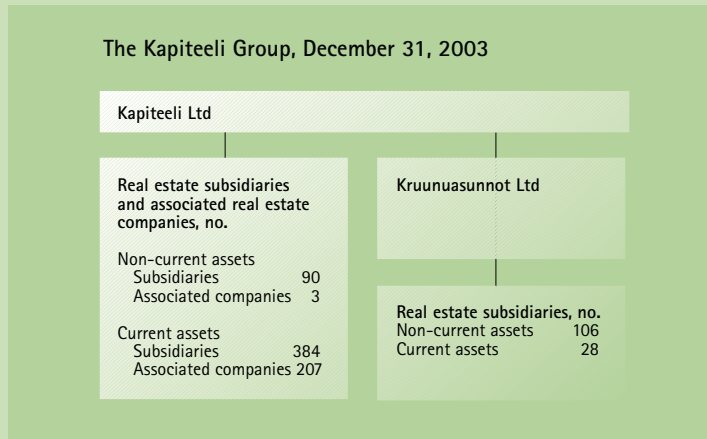 The Kapiteeli Group, December 31, 2003
Kapiteeli Ltd
Real estate subsidiaries
and associated real estate
companies, no.
Non-current assets
Subsidiaries 90
Associated companies 3
Current assets
Subsidiaries 384
Associated companies 207
Kruunuasunnot Ltd
Real estate subsidiaries, no.
Non-current assets 106
Current assets 28